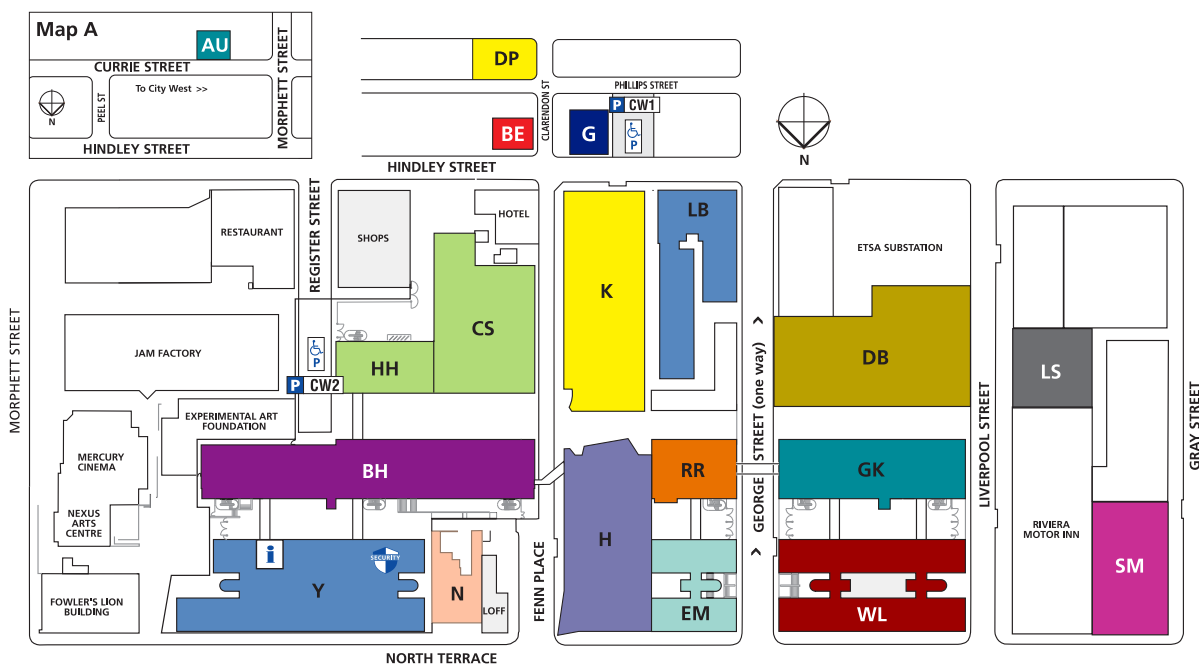 Map A
AU
CURRIE STREET
MORPHETT STREET
PEEL ST
To City West >>
N
HINDLEY STREET
DP
CLARENDON ST
PHILLIPS STREET
P CW1
BE
G
P
HINDLEY STREET
N
MORPHETT STREET
RESTAURANT
REGISTER STREET
SHOPS
HOTEL
LB
ETSA SUBSTATION
K
CS
JAM FACTORY
P
HH
P CW2
DB
LS
GEORGE STREET (one way)
LIVERPOOL STREET
GRAY STREET
EXPERIMENTAL ART
FOUNDATION
MERCURY
CINEMA
BH
RR
GK
NEXUS
ARTS
CENTRE
i
SECURITY
H
FENN PLACE
RIVIERA
MOTOR INN
SM
FOWLER'S LION
BUILDING
Y
N
LOFF
EM
WL
NORTH TERRACE